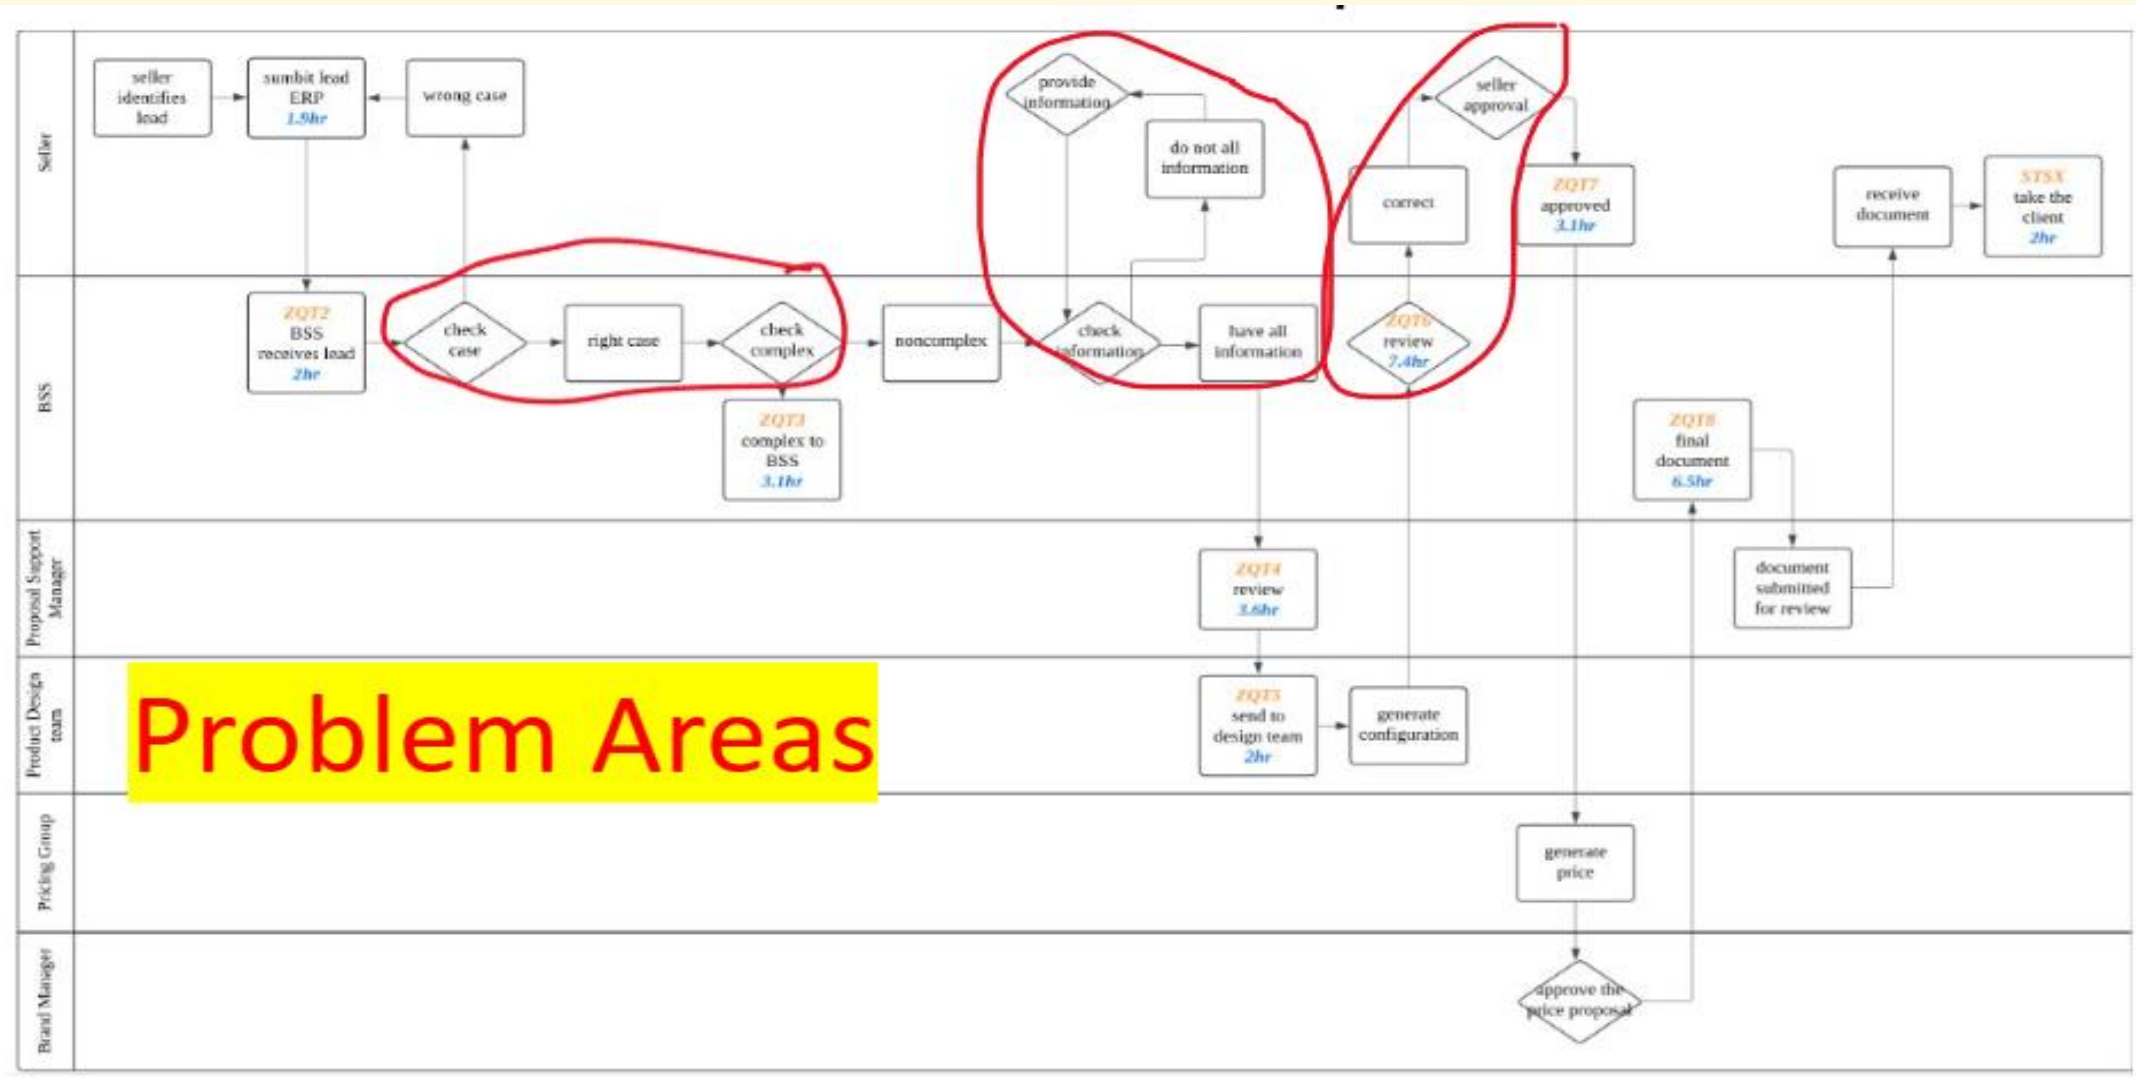 Seller
seller
identifies
lead
sumbit lead
ERP
1.9hr
wrong case
provide
information
do not all
information
seller
approval
correct
ZQT7
approved
3.1hr
receive
document
STSX
take the
client
2hr
BSS
ZQT2
BSS
receives lead
2hr
check
case
right case
check
complex
noncomplex
check
information
have all
information
ZQT6
review
7.4hr
ZQT3
complex to
BSS
3.1hr
ZQT8
final
document
6.5hr
Proposal Support
Manager
ZQT4
review
3.6hr
document
submitted
for review
Product Design
team
Problem Areas
ZQT5
send to
design team
2hr
generate
configuration
Pricing Group
generate
price
Brand Manager
approve the
price proposal